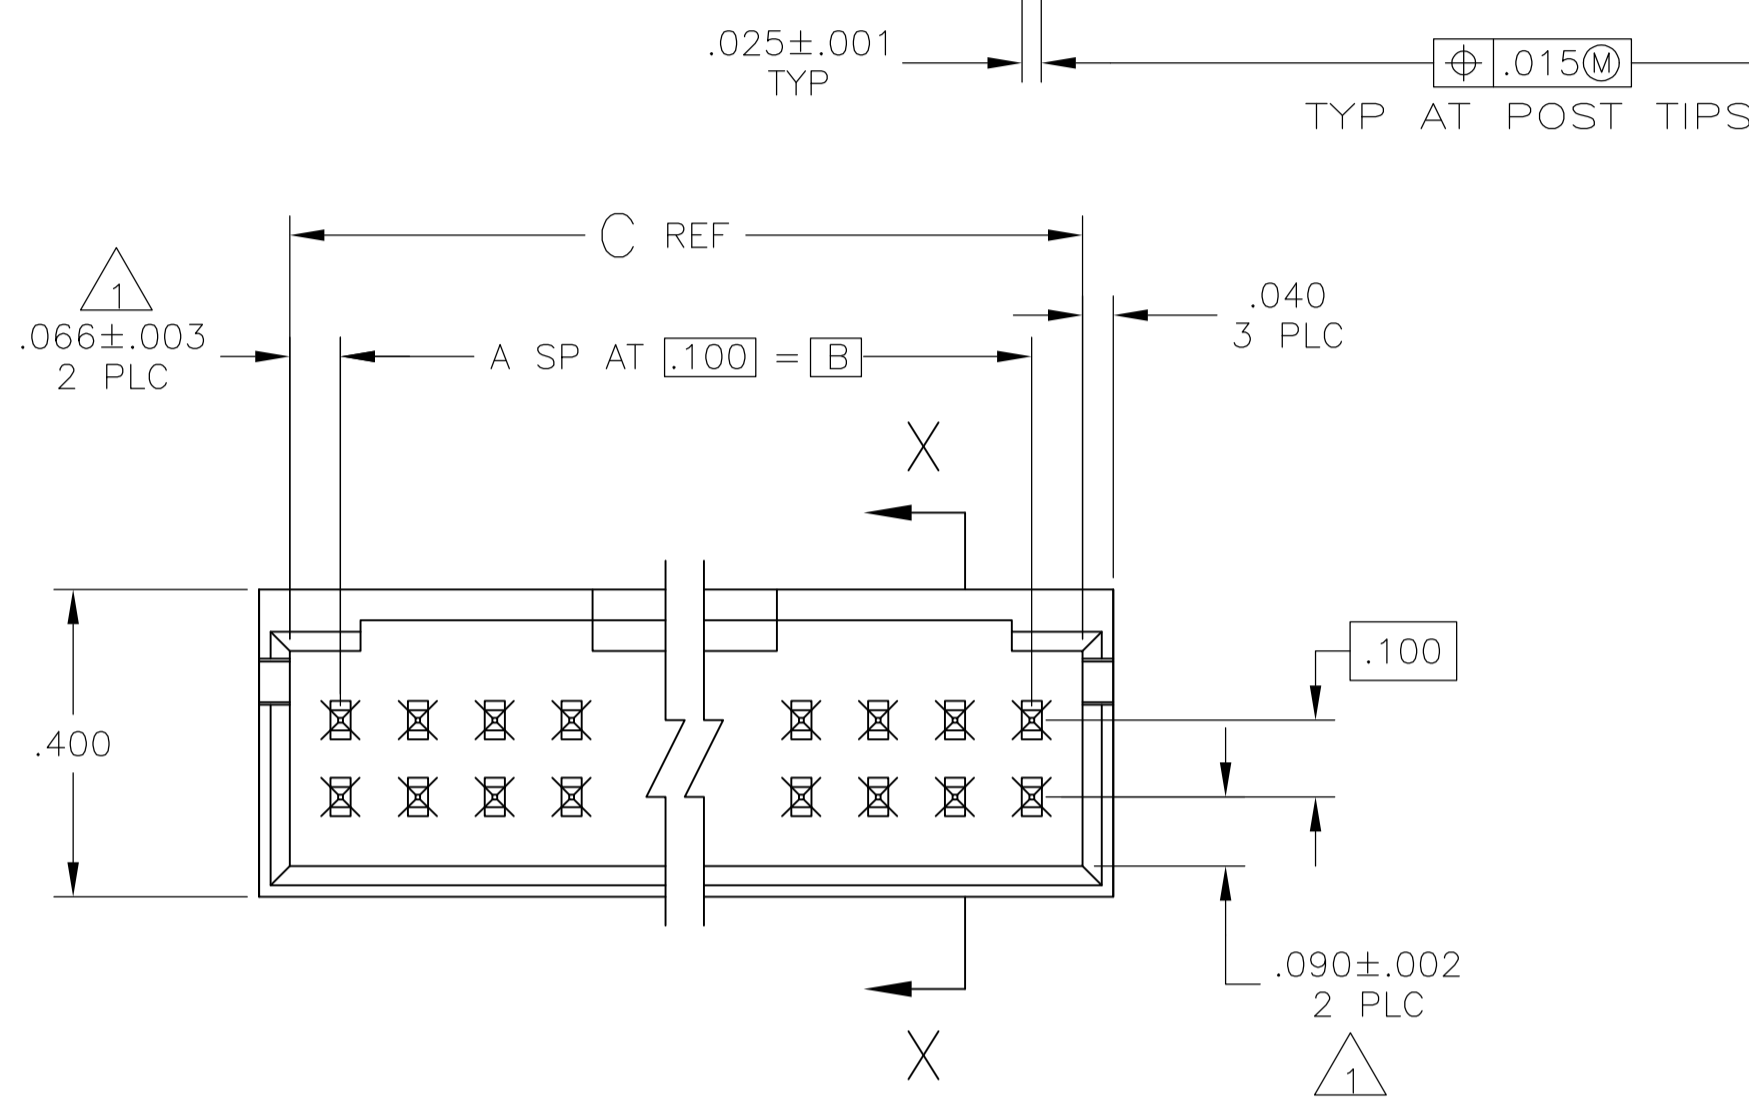 .025±.001
TYP
⌖ .015Ⓜ
TYP AT POST TIPS
C REF
1
.066±.003
2 PLC
.040
3 PLC
A SP AT .100 = B
X
.100
.400
.090±.002
2 PLC
X
1